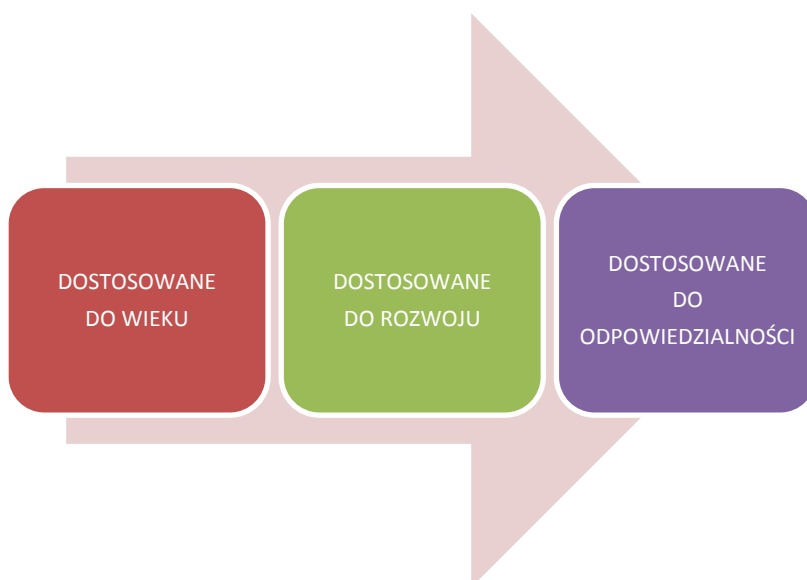 DOSTOSOWANE
DO WIEKU
DOSTOSOWANE
DO ROZWOJU
DOSTOSOWANE
DO
ODPOWIEDZIALNOŚCI